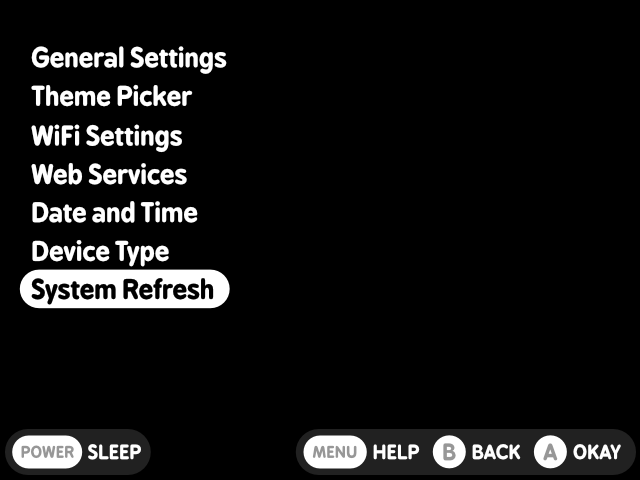 General Settings
Theme Picker
WiFi Settings
Web Services
Date and Time
Device Type
System Refresh
POWER SLEEP MENU HELP B BACK A OKAY